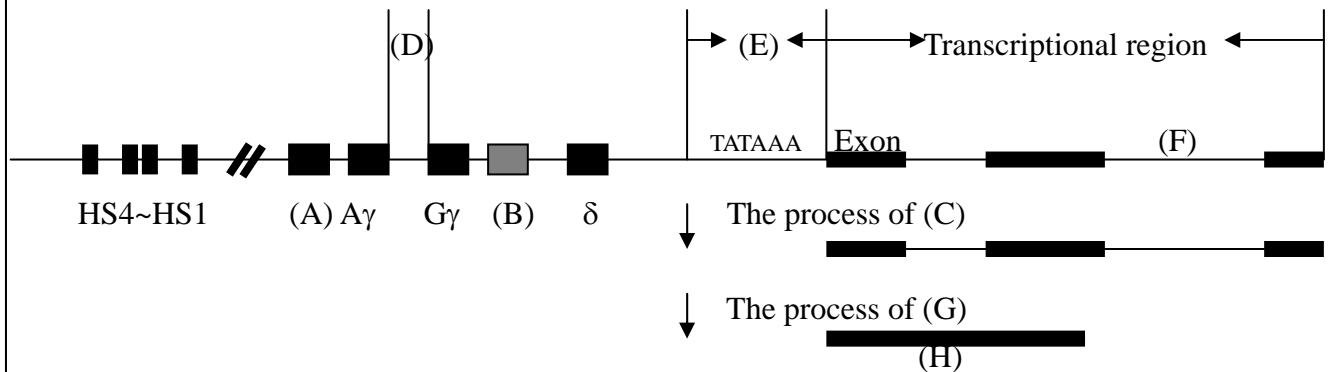 (D) (E) Transcriptional region
TATAAA Exon (F)
HS4~HS1 (A) Aγ Gγ (B) δ The process of (C)
The process of (G)
(H)